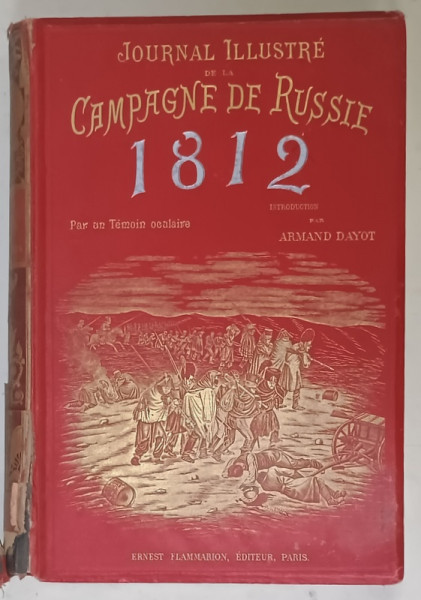 JOURNAL ILLUSTRÉ
DE LA
CAMPAGNE DE RUSSIE
1812
INTRODUCTION
Par un Témoin oculaire
PAR
ARMAND DAYOT
ERNEST FLAMMARION, ÉDITEUR, PARIS.